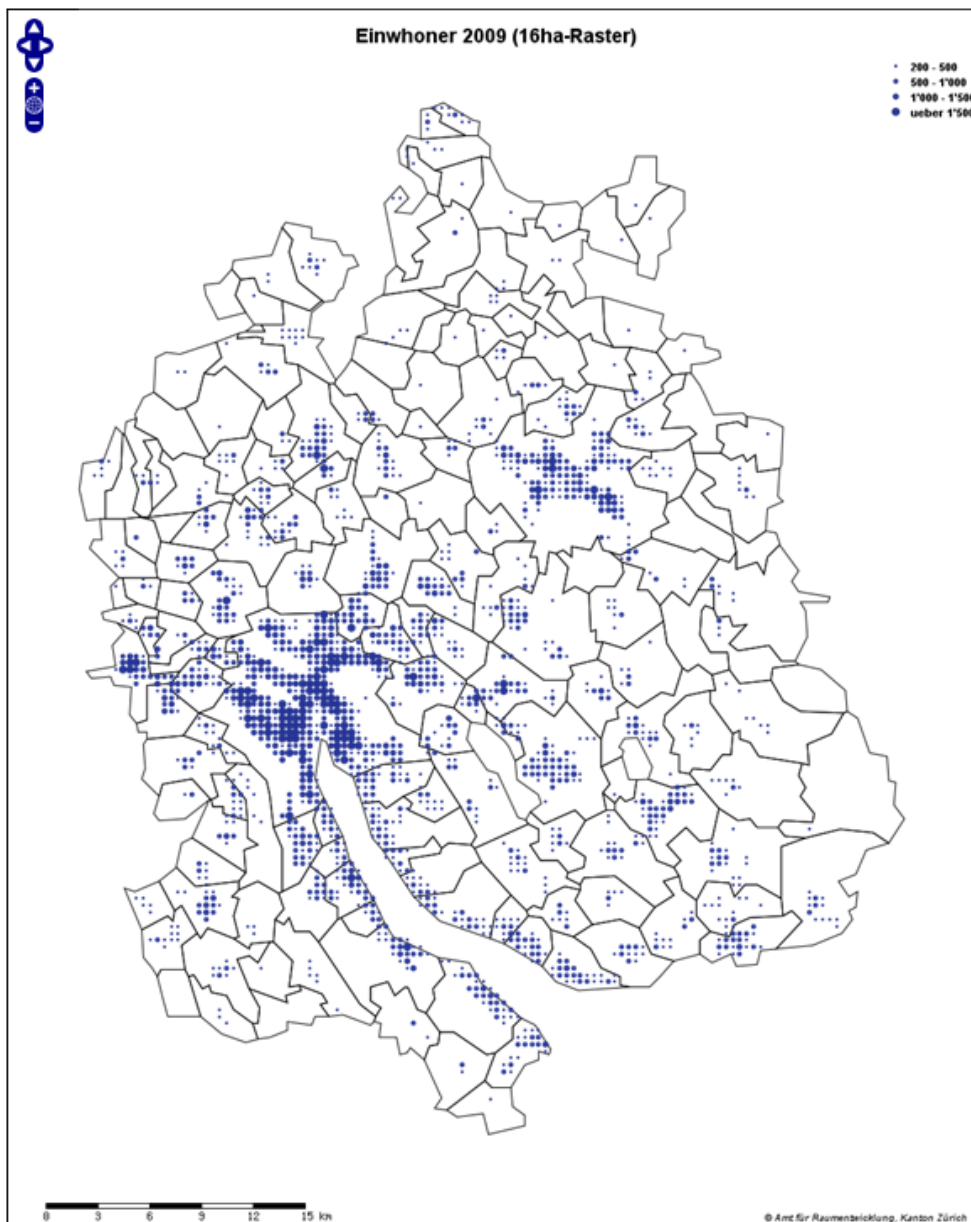 Einwhoner 2009 (16ha-Raster)
200 - 500
500 - 1'000
1'000 - 1'500
ueber 1'500
0 3 6 9 12 15 km
© Amt für Raumentwicklung, Kanton Zürich